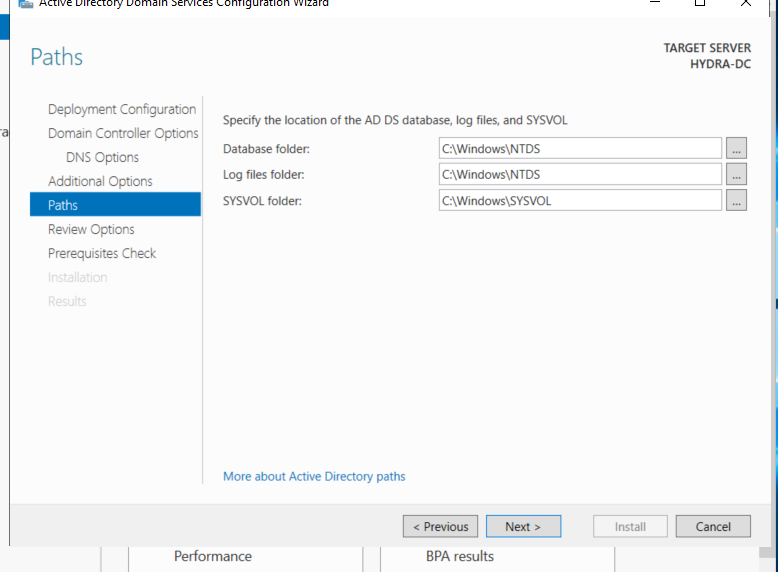 Active Directory Domain Services Configuration Wizard
Paths
TARGET SERVER
HYDRA-DC
Deployment Configuration
Domain Controller Options
DNS Options
Additional Options
Paths
Review Options
Prerequisites Check
Installation
Results
Specify the location of the AD DS database, log files, and SYSVOL
Database folder:
C:\Windows\NTDS
...
Log files folder:
C:\Windows\NTDS
...
SYSVOL folder:
C:\Windows\SYSVOL
...
More about Active Directory paths
< Previous
Next >
Install
Cancel
Performance
BPA results